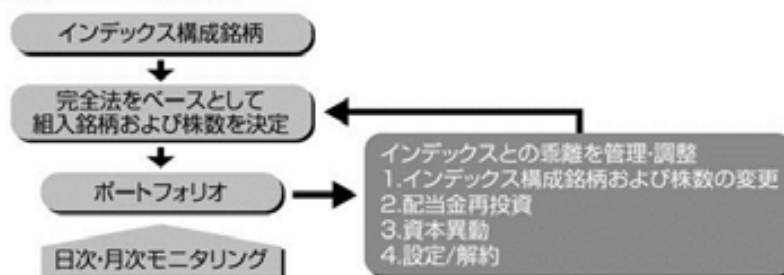 インデックス構成銘柄
完全法をベースとして
組入銘柄および株数を決定
ポートフォリオ
日次・月次モニタリング
インデックスとの乖離を管理・調整
1.インデックス構成銘柄および株数の変更
2.配当金再投資
3.資本異動
4.設定/解約